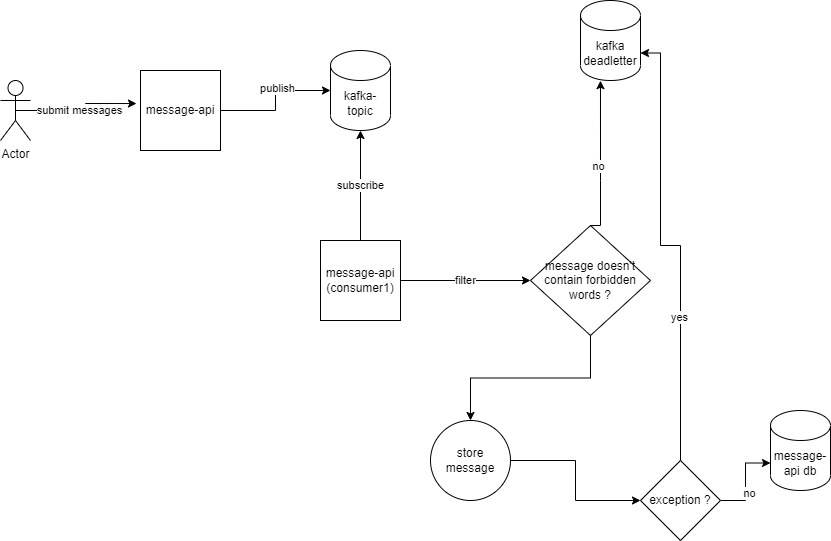 kafka
deadletter
publish
kafka-
topic
submit messages
message-api
Actor
no
subscribe
message-api
(consumer1)
filter
message doesn't
contain forbidden
words ?
yes
store
message
exception ?
no
message-
api db